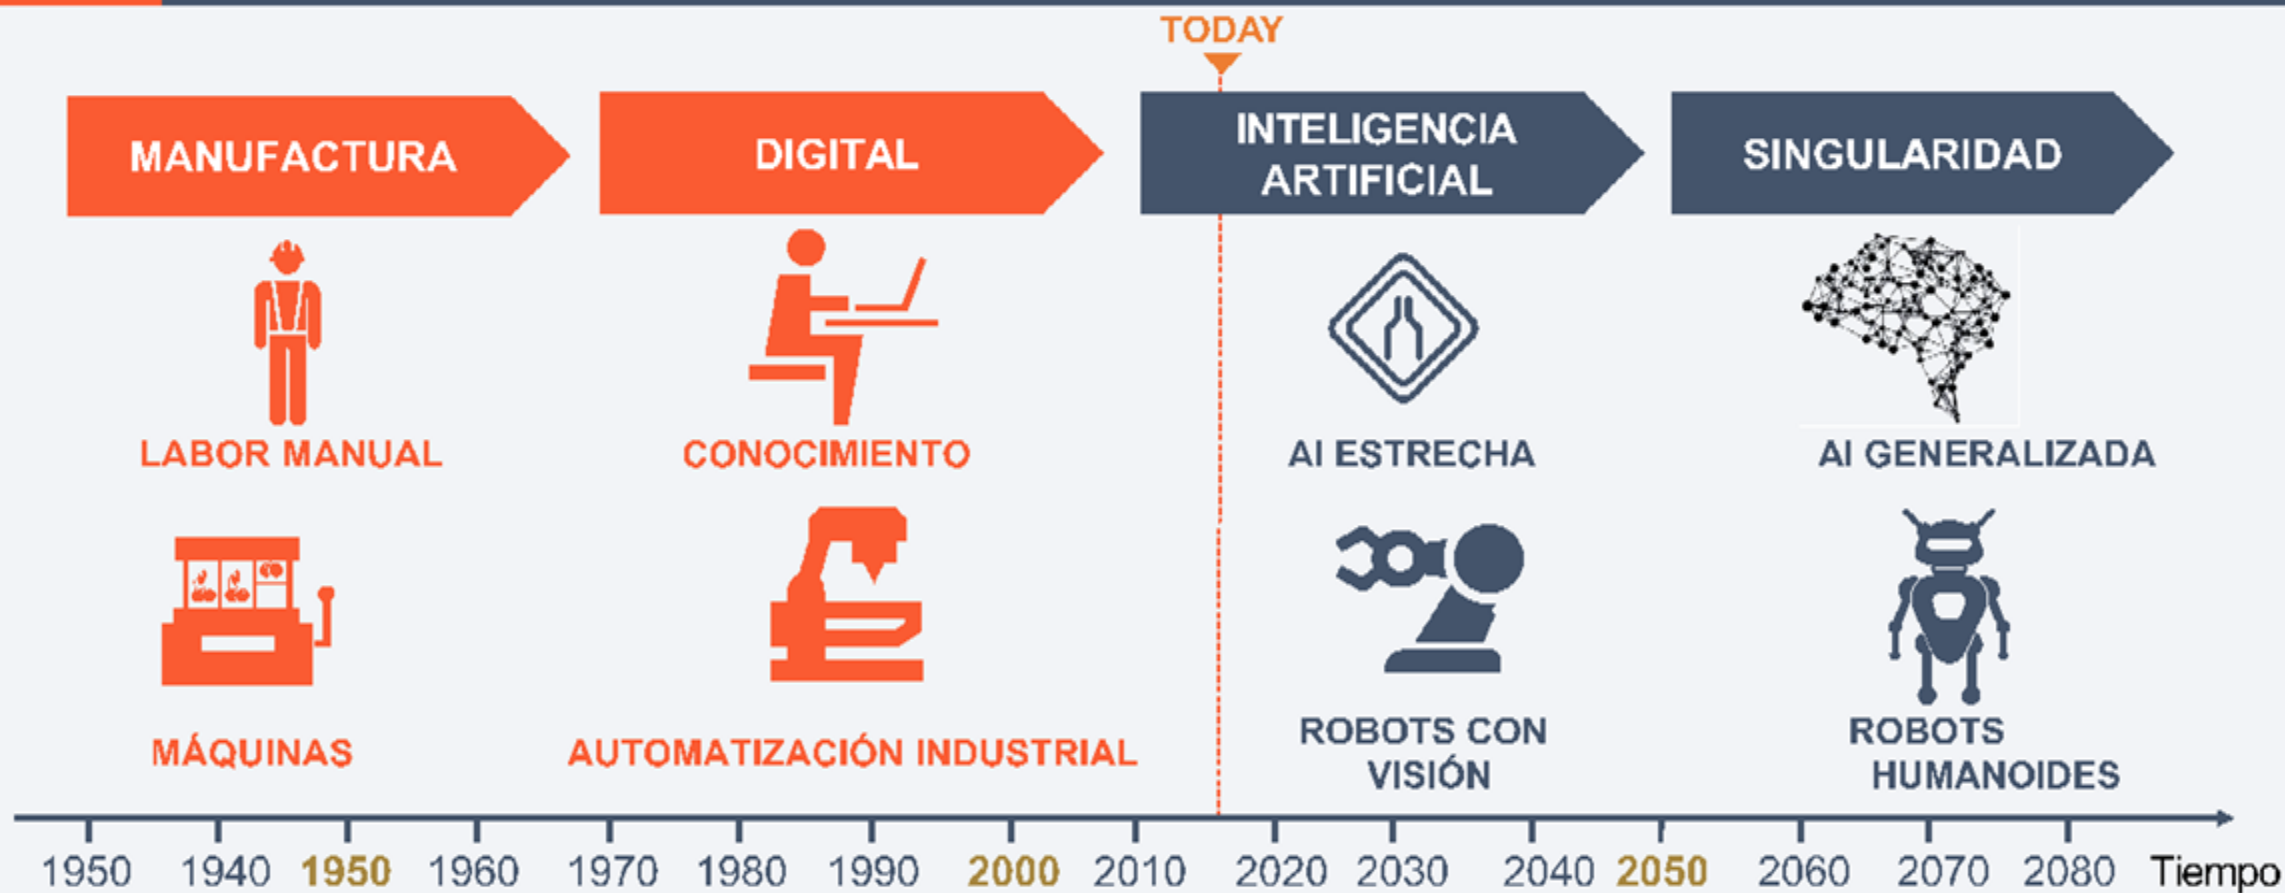 TODAY
MANUFACTURA
DIGITAL
INTELIGENCIA
ARTIFICIAL
SINGULARIDAD
LABOR MANUAL
CONOCIMIENTO
AI ESTRECHA
AI GENERALIZADA
MÁQUINAS
AUTOMATIZACIÓN INDUSTRIAL
ROBOTS CON
VISIÓN
ROBOTS
HUMANOIDES
1950 1940 1950 1960 1970 1980 1990 2000 2010 2020 2030 2040 2050 2060 2070 2080 Tiempo